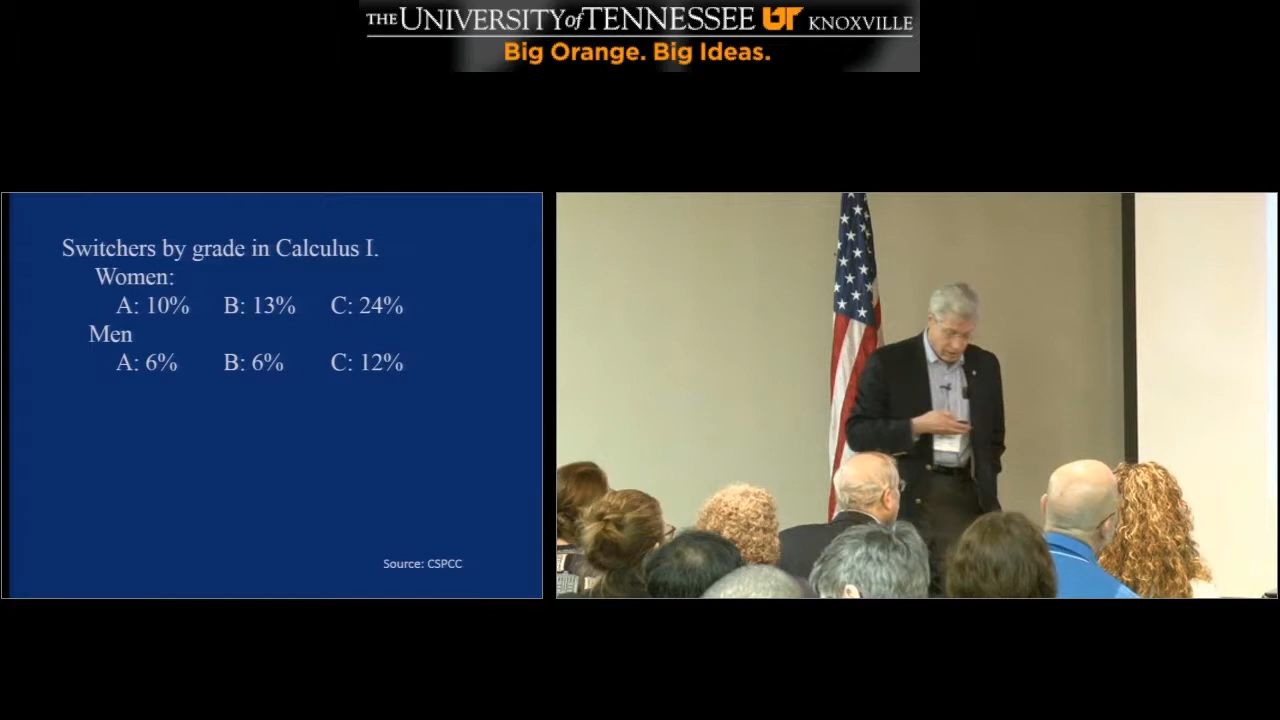 THE UNIVERSITY of TENNESSEE UT KNOXVILLE
Big Orange. Big Ideas.
Switchers by grade in Calculus I.
Women:
A: 10% B: 13% C: 24%
Men
A: 6% B: 6% C: 12%
Source: CSPCC